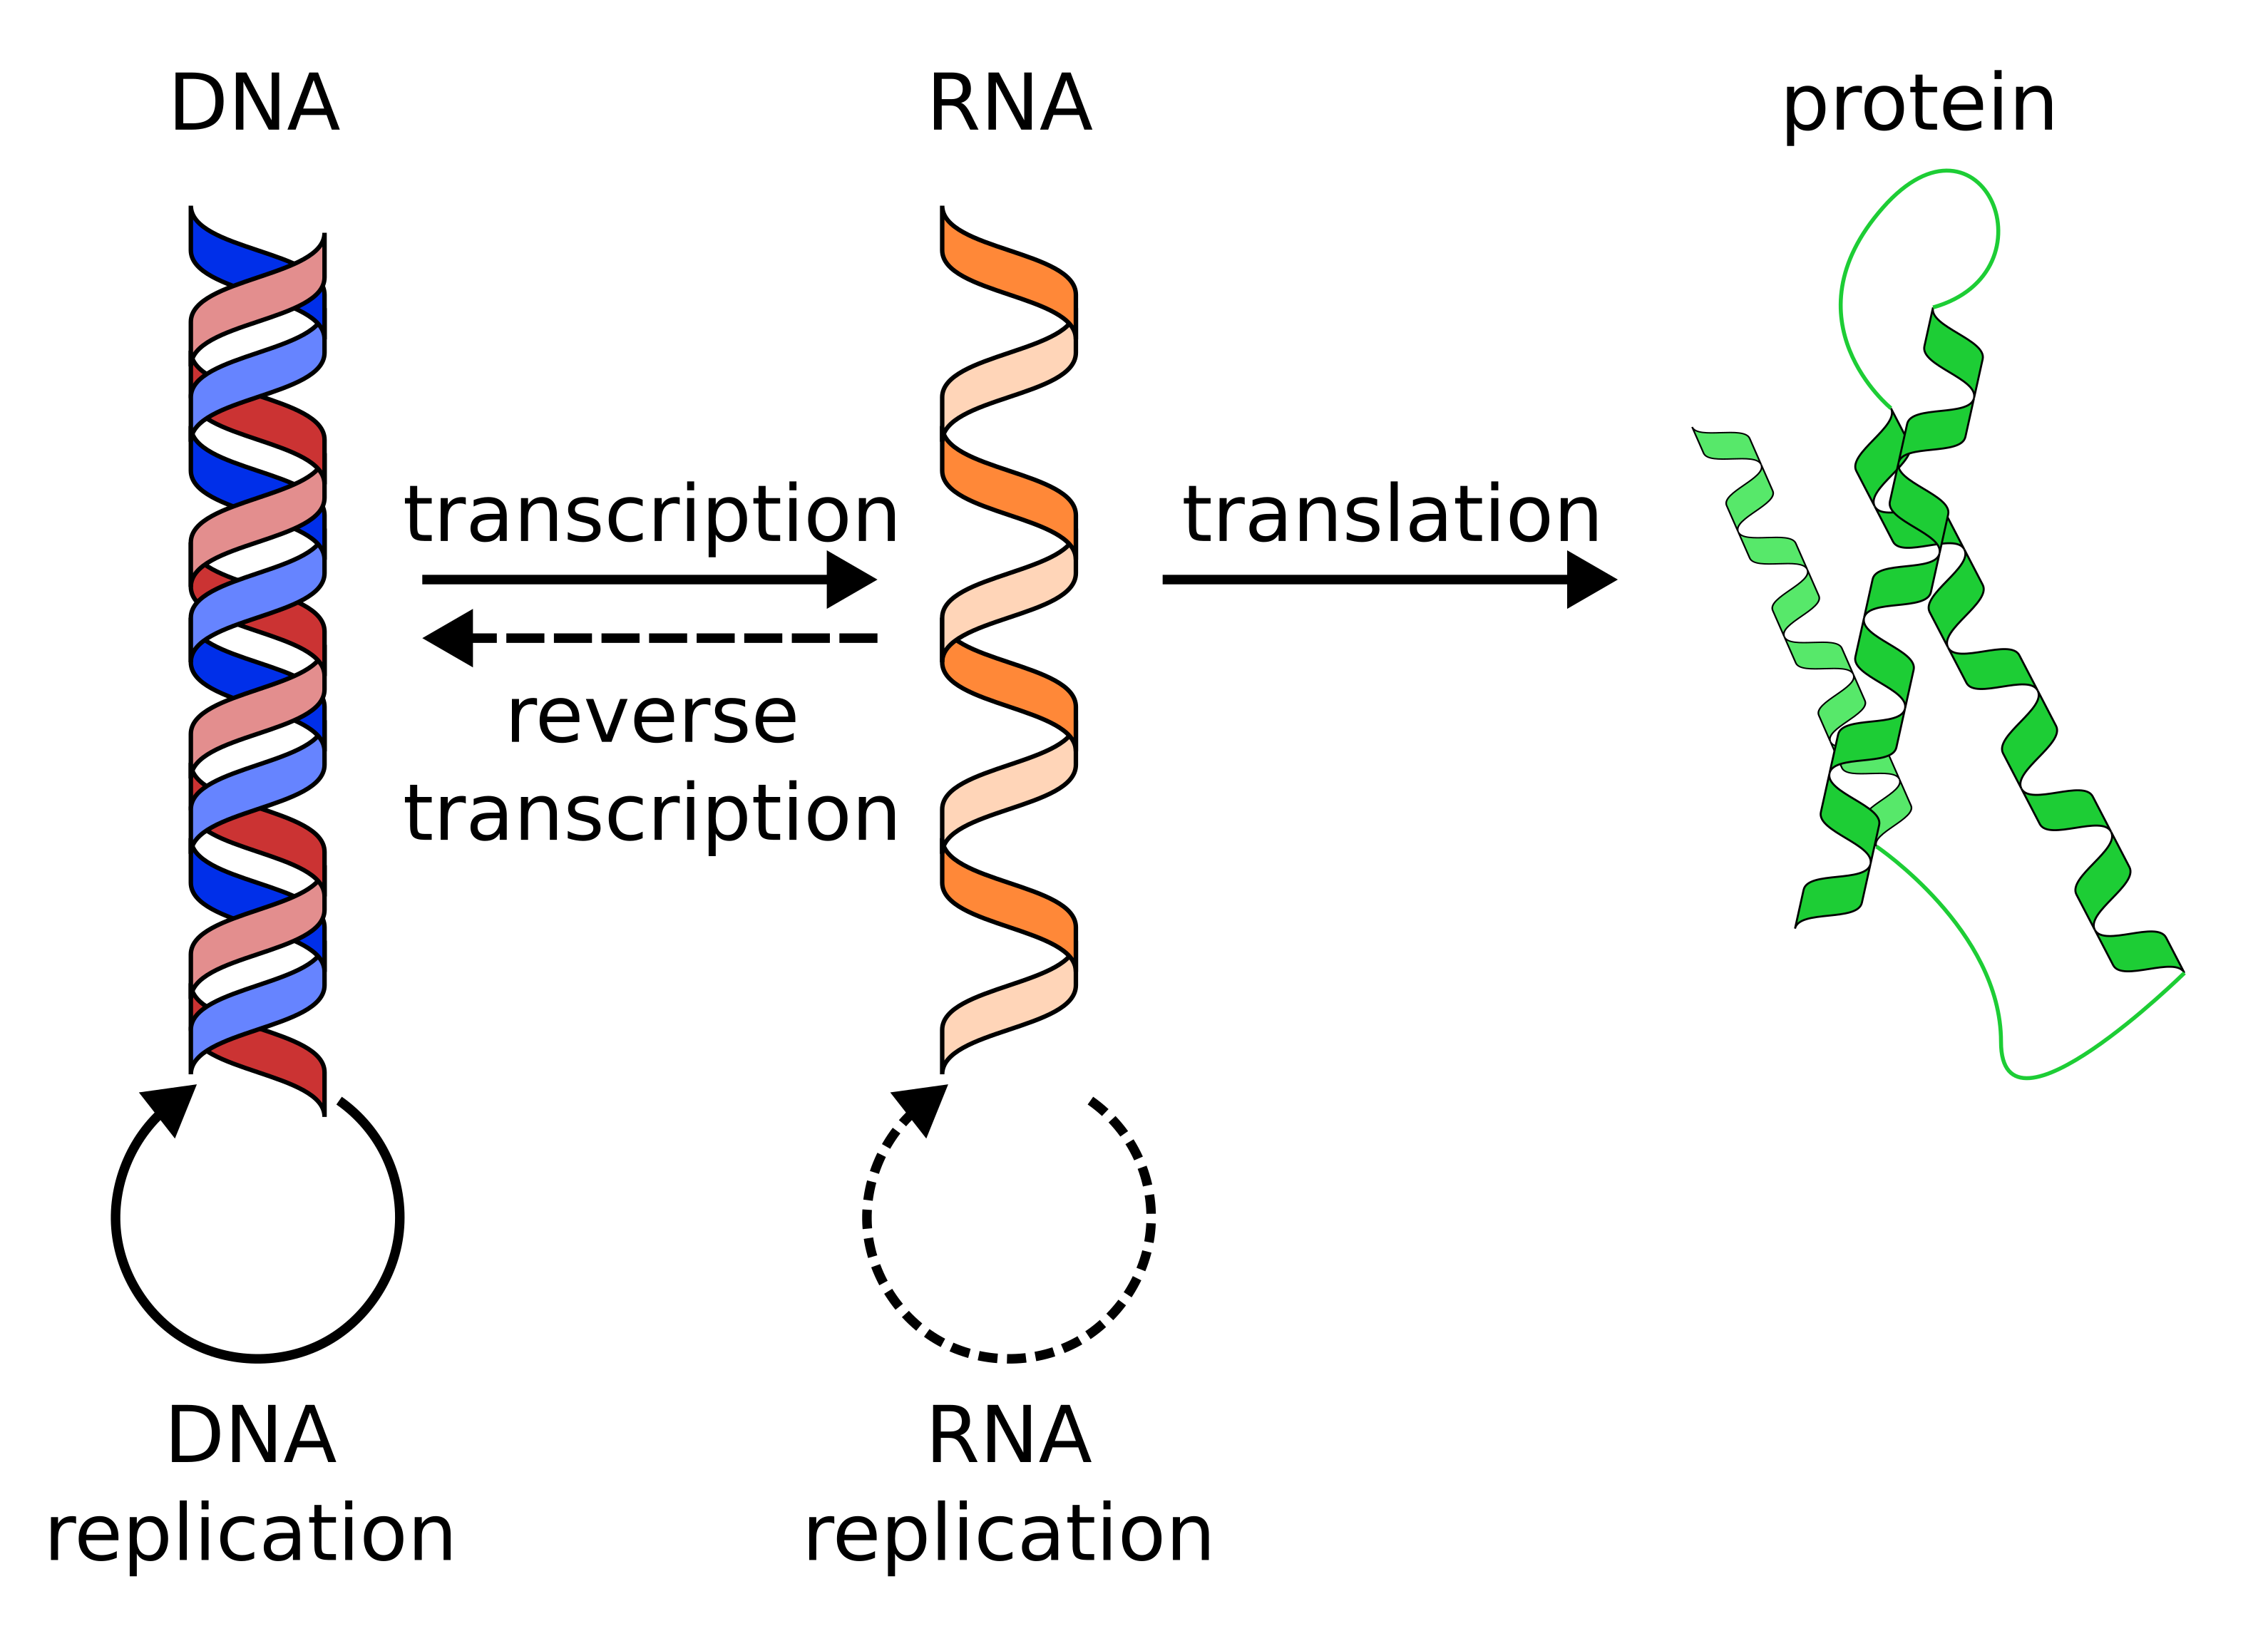 DNA
RNA
protein
transcription
translation
reverse
transcription
DNA
replication
RNA
replication